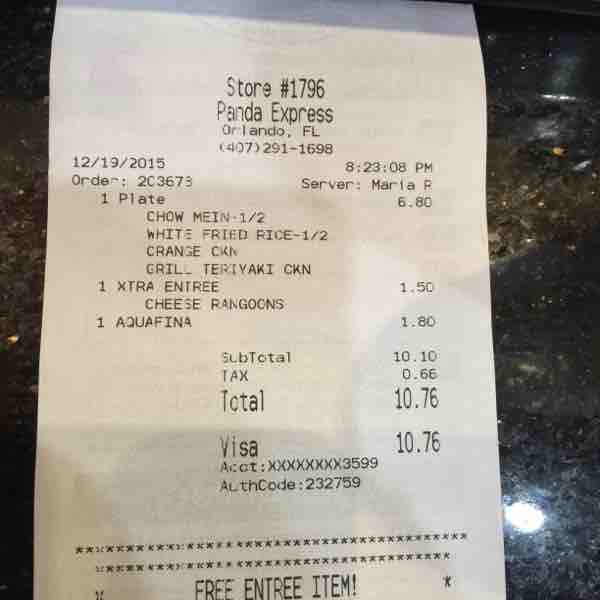 Store #1796
Panda Express
Orlando, FL
(407)291-1698
12/19/2015 8:23:08 PM
Order: 203673 Server: Maria R
1 Plate 6.80
CHOW MEIN-1/2
WHITE FRIED RICE-1/2
ORANGE CKN
GRILL TERIYAKI CKN
1 XTRA ENTREE 1.50
CHEESE RANGOONS
1 AQUAFINA 1.80
SubTotal 10.10
TAX 0.66
Total 10.76
Visa 10.76
Acct:XXXXXXXX3599
AuthCode:232759
FREE ENTREE ITEM!